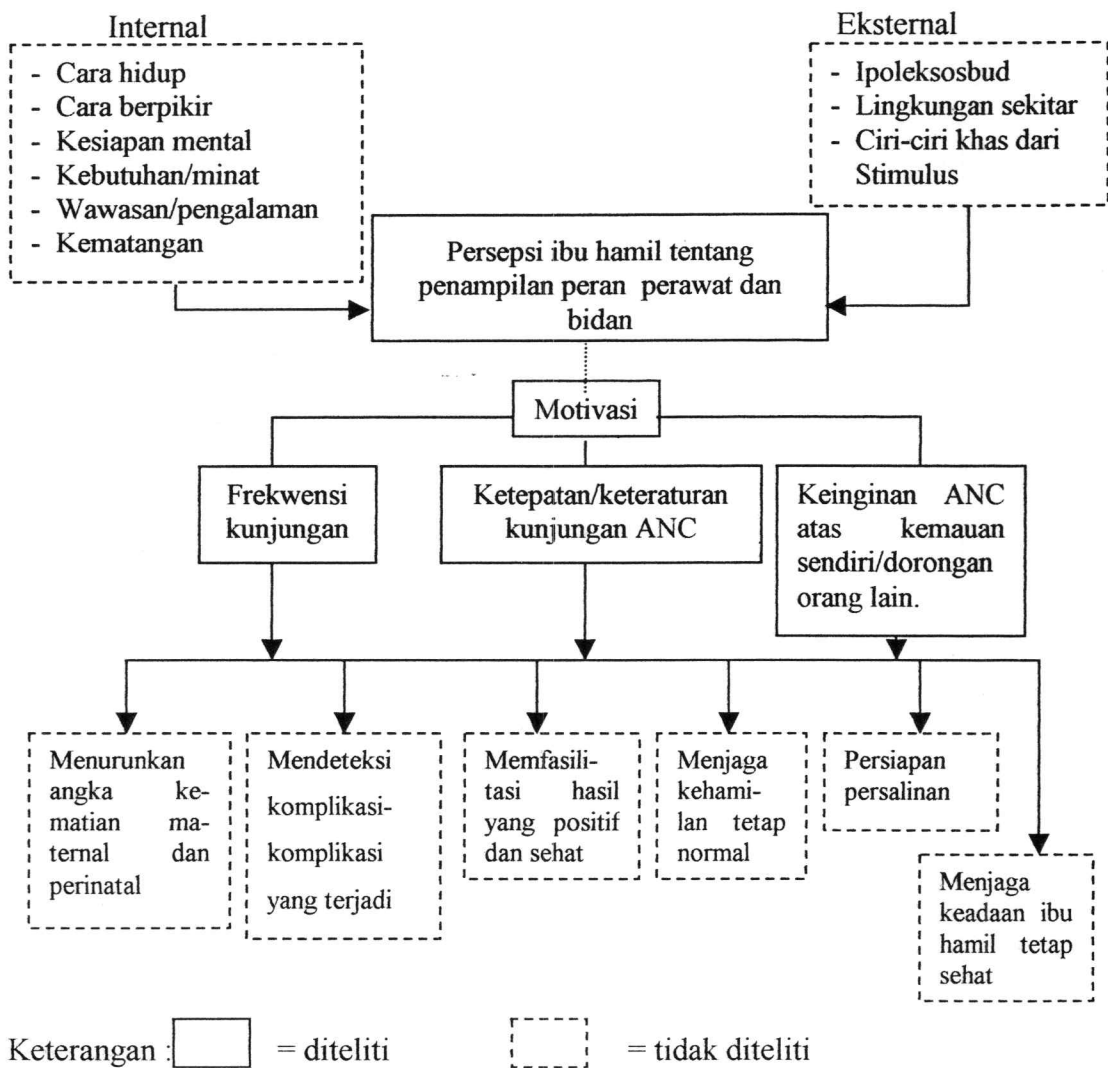 Internal
- Cara hidup
- Cara berpikir
- Kesiapan mental
- Kebutuhan/minat
- Wawasan/pengalaman
- Kematangan
Eksternal
- Ipoleksosbud
- Lingkungan sekitar
- Ciri-ciri khas dari
Stimulus
Persepsi ibu hamil tentang
penampilan peran perawat dan
bidan
Motivasi
Frekwensi
kunjungan
Ketepatan/keteraturan
kunjungan ANC
Keinginan ANC
atas kemauan
sendiri/dorongan
orang lain.
Menurunkan
angka ke-
matian ma-
ternal dan
perinatal
Mendeteksi
komplikasi-
komplikasi
yang terjadi
Memfasili-
tasi hasil
yang positif
dan sehat
Menjaga
kehami-
lan tetap
normal
Persiapan
persalinan
Menjaga
keadaan ibu
hamil tetap
sehat
Keterangan : = diteliti = tidak diteliti